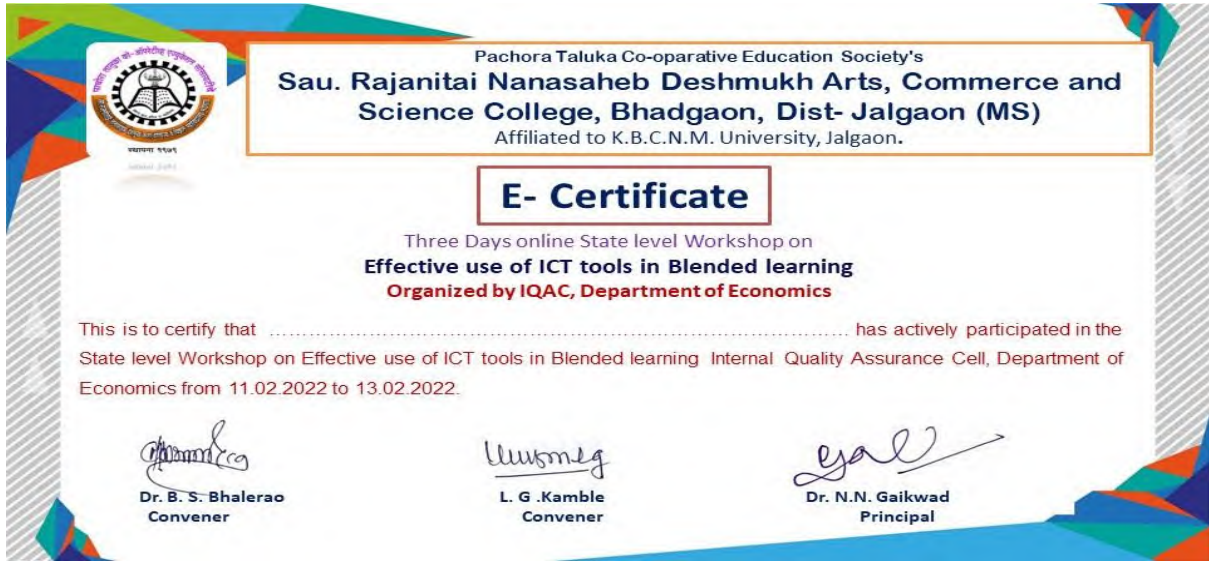 Pachora Taluka Co-oparative Education Society's
Sau. Rajanitai Nanasaheb Deshmukh Arts, Commerce and
Science College, Bhadgaon, Dist- Jalgaon (MS)
Affiliated to K.B.C.N.M. University, Jalgaon.
स्थापना १९७१
E- Certificate
Three Days online State level Workshop on
Effective use of ICT tools in Blended learning
Organized by IQAC, Department of Economics
This is to certify that ........................................................................................ has actively participated in the
State level Workshop on Effective use of ICT tools in Blended learning Internal Quality Assurance Cell, Department of
Economics from 11.02.2022 to 13.02.2022.
Dr. B. S. Bhalerao
Convener
L. G .Kamble
Convener
Dr. N.N. Gaikwad
Principal